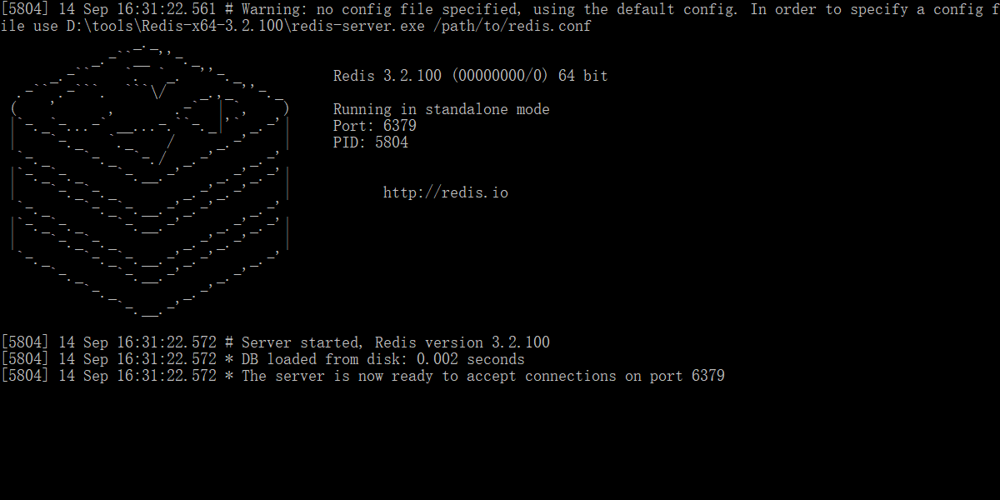 [5804] 14 Sep 16:31:22.561 # Warning: no config file specified, using the default config. In order to specify a config f
ile use D:\tools\Redis-x64-3.2.100\redis-server.exe /path/to/redis.conf
Redis 3.2.100 (00000000/0) 64 bit
Running in standalone mode
Port: 6379
PID: 5804
http://redis.io
[5804] 14 Sep 16:31:22.572 # Server started, Redis version 3.2.100
[5804] 14 Sep 16:31:22.572 * DB loaded from disk: 0.002 seconds
[5804] 14 Sep 16:31:22.572 * The server is now ready to accept connections on port 6379